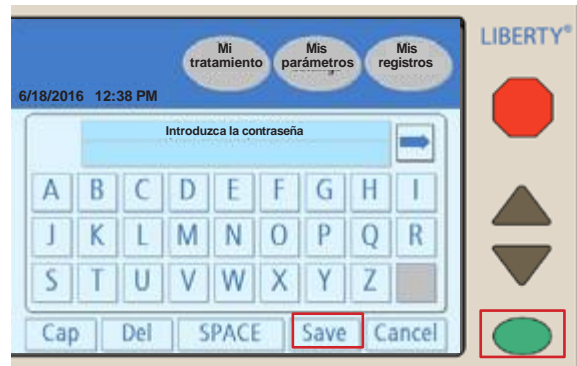 LIBERTY®
Mi tratamiento
Mis parámetros
Mis registros
6/18/2016 12:38 PM
Introduzca la contraseña
A B C D E F G H I
J K L M N O P Q R
S T U V W X Y Z
Cap Del SPACE Save Cancel